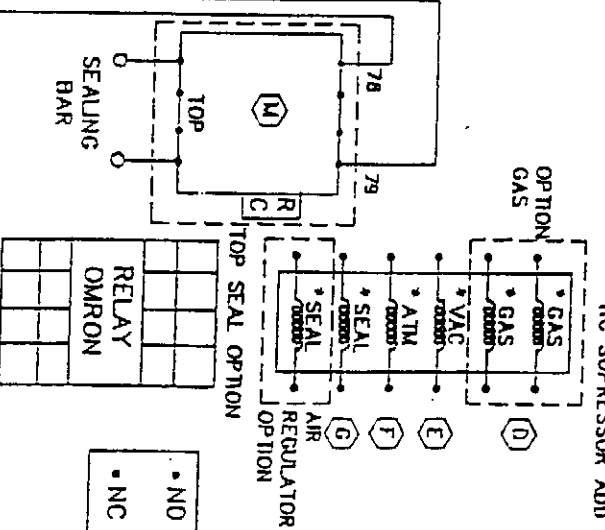 NO SUPRESSOR ADD
OPTION
GAS
* GAS
* GAS
* VAC
* ATM
* SEAL
* SEAL
D
E
F
G
AIR
REGULATOR
OPTION
78
79
M
TOP
R
C
SEALING
BAR
TOP SEAL OPTION
RELAY
OMRON
NO
NC